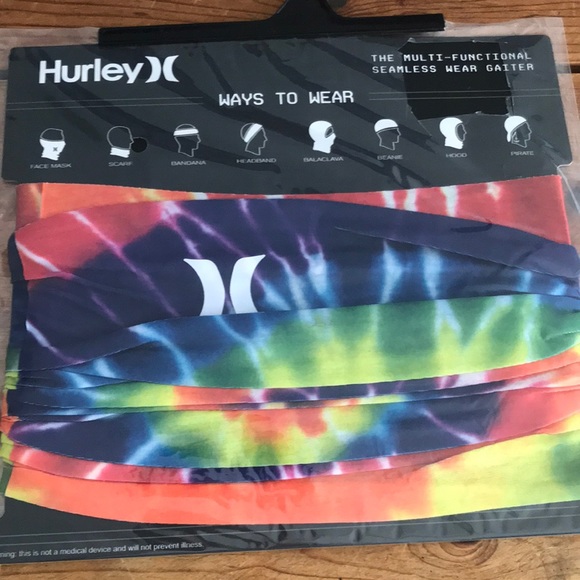 Hurley
THE MULTI-FUNCTIONAL
SEAMLESS WEAR GAITER
WAYS TO WEAR
FACE MASK
SCARF
BANDANA
HEADBAND
BALACLAVA
BEANIE
HOOD
PIRATE
this is not a medical device and will not prevent illness.